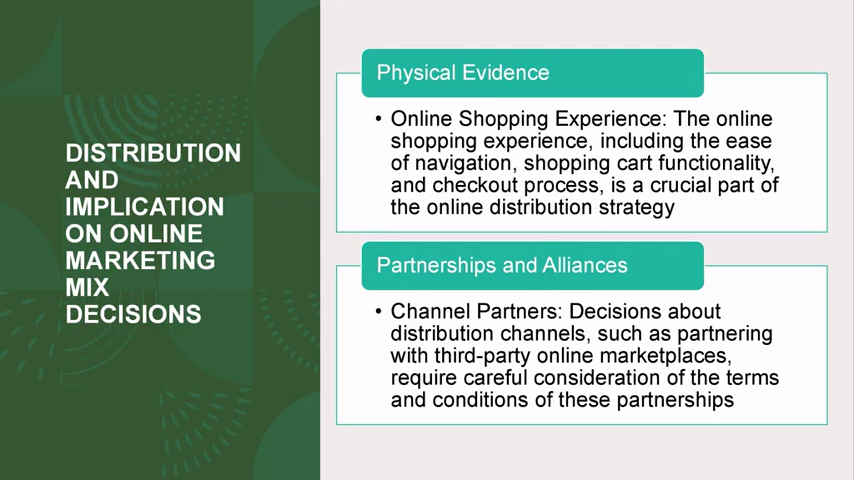 DISTRIBUTION
AND
IMPLICATION
ON ONLINE
MARKETING
MIX
DECISIONS
Physical Evidence
• Online Shopping Experience: The online
shopping experience, including the ease
of navigation, shopping cart functionality,
and checkout process, is a crucial part of
the online distribution strategy
Partnerships and Alliances
• Channel Partners: Decisions about
distribution channels, such as partnering
with third-party online marketplaces,
require careful consideration of the terms
and conditions of these partnerships